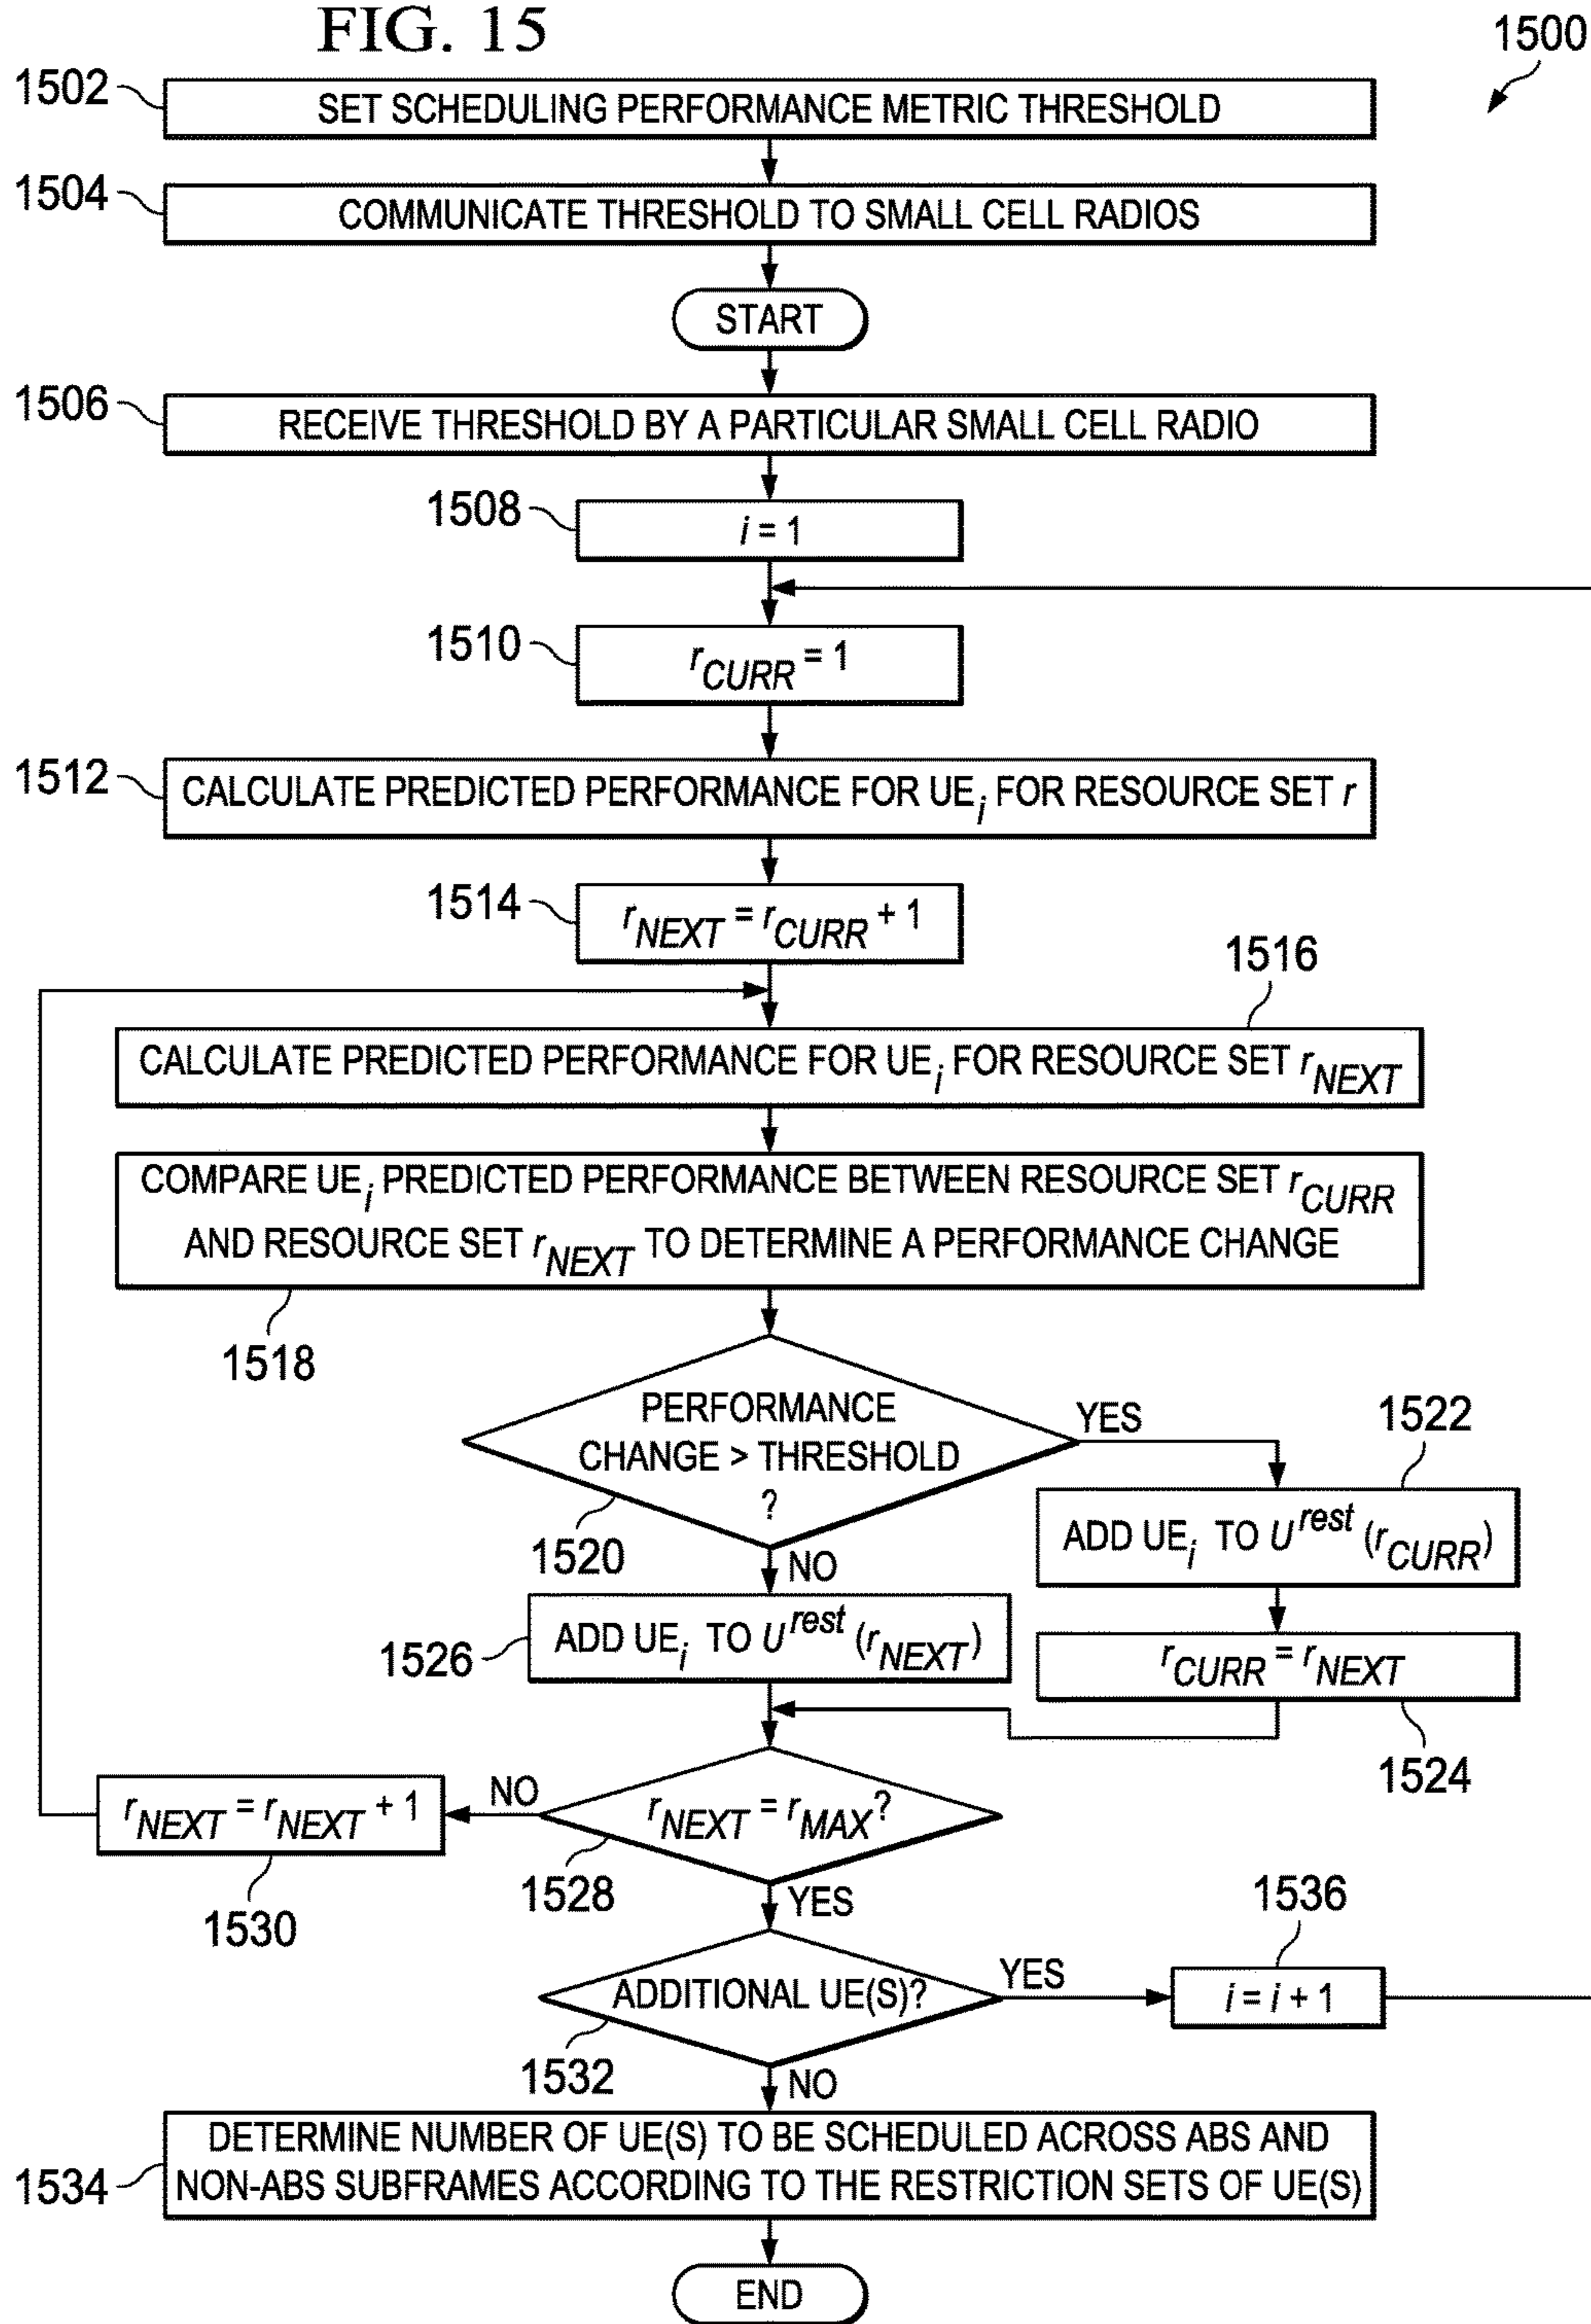 FIG. 15
1500
1502
SET SCHEDULING PERFORMANCE METRIC THRESHOLD
1504
COMMUNICATE THRESHOLD TO SMALL CELL RADIOS
START
1506
RECEIVE THRESHOLD BY A PARTICULAR SMALL CELL RADIO
1508
i = 1
1510
rCURR = 1
1512
CALCULATE PREDICTED PERFORMANCE FOR UEi FOR RESOURCE SET r
1514
rNEXT = rCURR + 1
1516
CALCULATE PREDICTED PERFORMANCE FOR UEi FOR RESOURCE SET rNEXT
COMPARE UEi PREDICTED PERFORMANCE BETWEEN RESOURCE SET rCURR
AND RESOURCE SET rNEXT TO DETERMINE A PERFORMANCE CHANGE
1518
PERFORMANCE
CHANGE > THRESHOLD
?
1520
YES
1522
ADD UEi TO Urest (rCURR)
NO
1526
ADD UEi TO Urest (rNEXT)
rCURR = rNEXT
1524
rNEXT = rMAX?
1528
NO
rNEXT = rNEXT + 1
1530
YES
1536
ADDITIONAL UE(S)?
YES
i = i + 1
1532
NO
1534
DETERMINE NUMBER OF UE(S) TO BE SCHEDULED ACROSS ABS AND
NON-ABS SUBFRAMES ACCORDING TO THE RESTRICTION SETS OF UE(S)
END